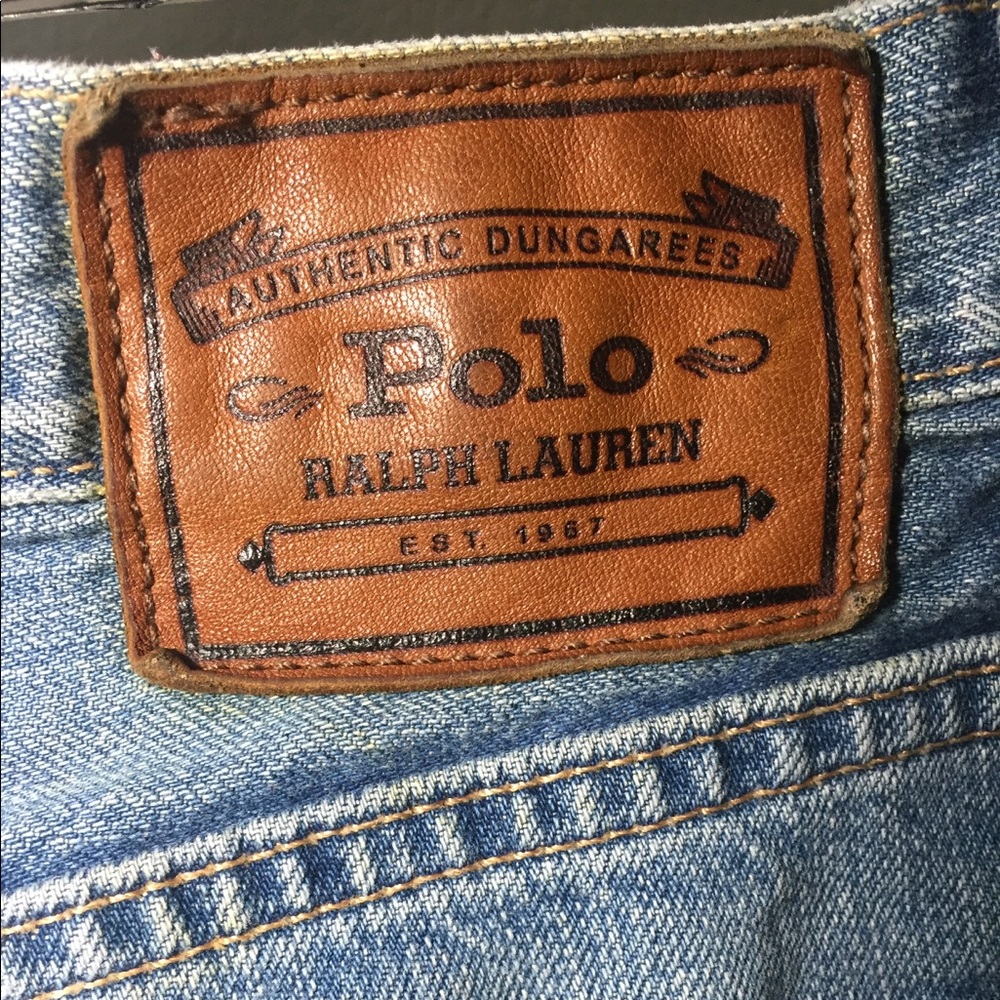 AUTHENTIC DUNGAREES
Polo
RALPH LAUREN
EST. 1967